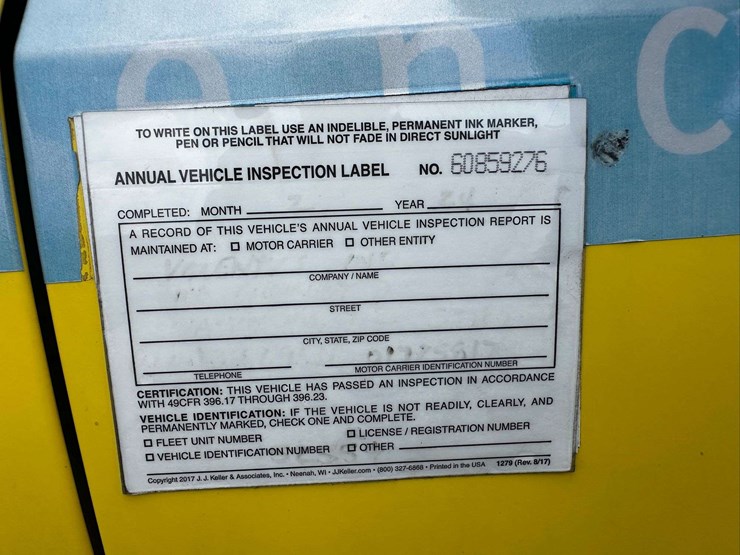 enc
TO WRITE ON THIS LABEL USE AN INDELIBLE, PERMANENT INK MARKER,
PEN OR PENCIL THAT WILL NOT FADE IN DIRECT SUNLIGHT
ANNUAL VEHICLE INSPECTION LABEL NO. 60859276
COMPLETED: MONTH YEAR
A RECORD OF THIS VEHICLE'S ANNUAL VEHICLE INSPECTION REPORT IS
MAINTAINED AT: ☐ MOTOR CARRIER ☐ OTHER ENTITY
COMPANY / NAME
STREET
CITY, STATE, ZIP CODE
TELEPHONE MOTOR CARRIER IDENTIFICATION NUMBER
CERTIFICATION: THIS VEHICLE HAS PASSED AN INSPECTION IN ACCORDANCE
WITH 49CFR 396.17 THROUGH 396.23.
VEHICLE IDENTIFICATION: IF THE VEHICLE IS NOT READILY, CLEARLY, AND
PERMANENTLY MARKED, CHECK ONE AND COMPLETE.
☐ FLEET UNIT NUMBER ☐ LICENSE / REGISTRATION NUMBER
☐ VEHICLE IDENTIFICATION NUMBER ☐ OTHER
Copyright 2017 J. J. Keller & Associates, Inc. • Neenah, WI • JJKeller.com • (800) 327-6868 • Printed in the USA 1279 (Rev. 8/17)